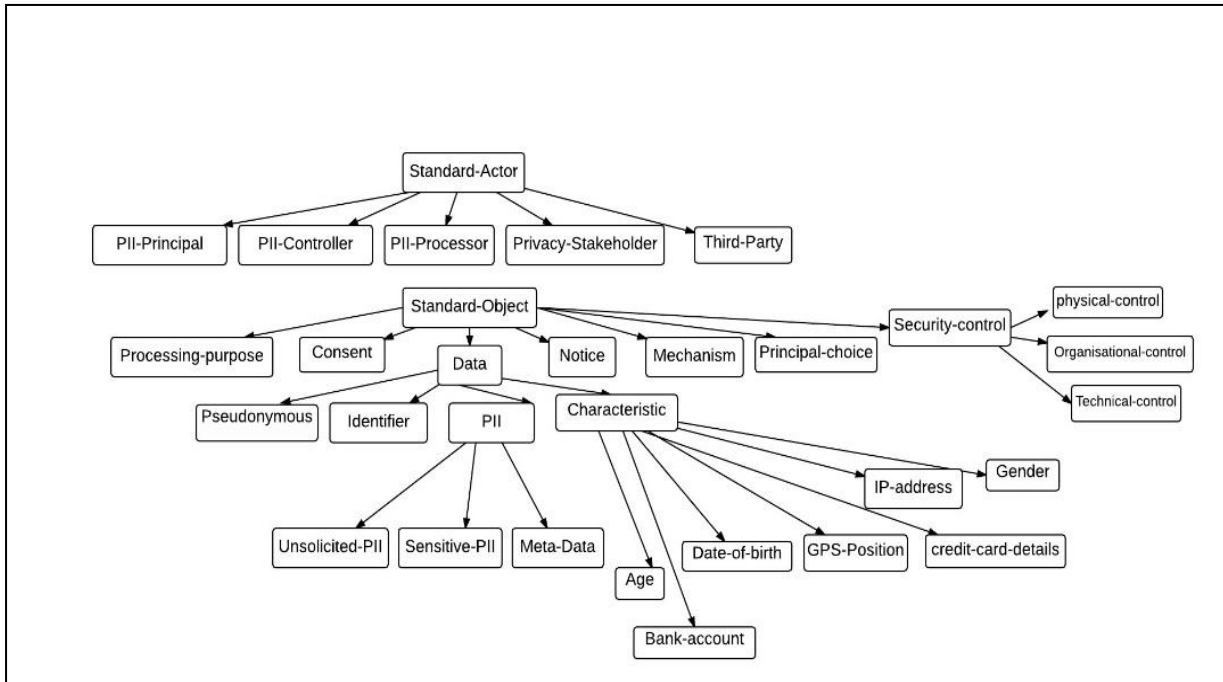 Standard-Actor
PII-Principal
PII-Controller
PII-Processor
Privacy-Stakeholder
Third-Party
Standard-Object
Security-control
physical-control
Organisational-control
Technical-control
Processing-purpose
Consent
Data
Notice
Mechanism
Principal-choice
Pseudonymous
Identifier
PII
Characteristic
IP-address
Gender
Unsolicited-PII
Sensitive-PII
Meta-Data
Age
Date-of-birth
GPS-Position
credit-card-details
Bank-account